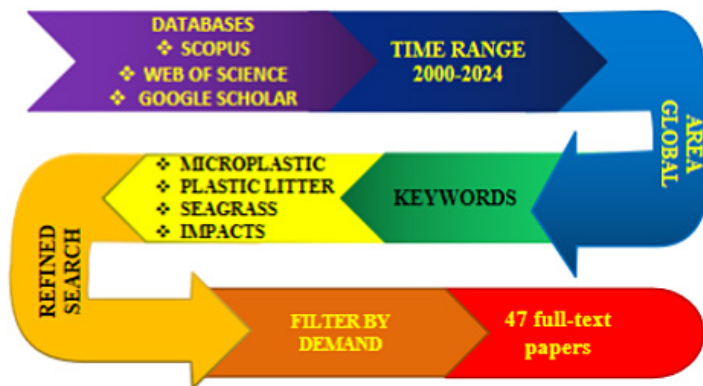 DATABASES
❖ SCOPUS
❖ WEB OF SCIENCE
❖ GOOGLE SCHOLAR
TIME RANGE
2000-2024
AREA
GLOBAL
KEYWORDS
❖ MICROPLASTIC
❖ PLASTIC LITTER
❖ SEAGRASS
❖ IMPACTS
REFINED
SEARCH
FILTER BY
DEMAND
47 full-text
papers